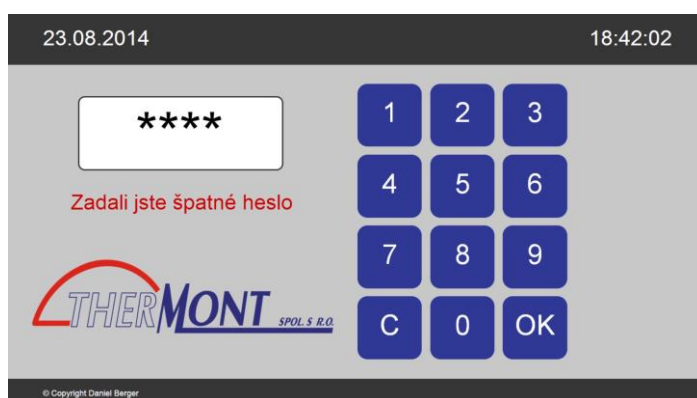 23.08.2014 18:42:02
****
Zadali jste špatné heslo
THERMONT SPOL. S R.O.
1 2 3
4 5 6
7 8 9
C 0 OK
© Copyright Daniel Berger